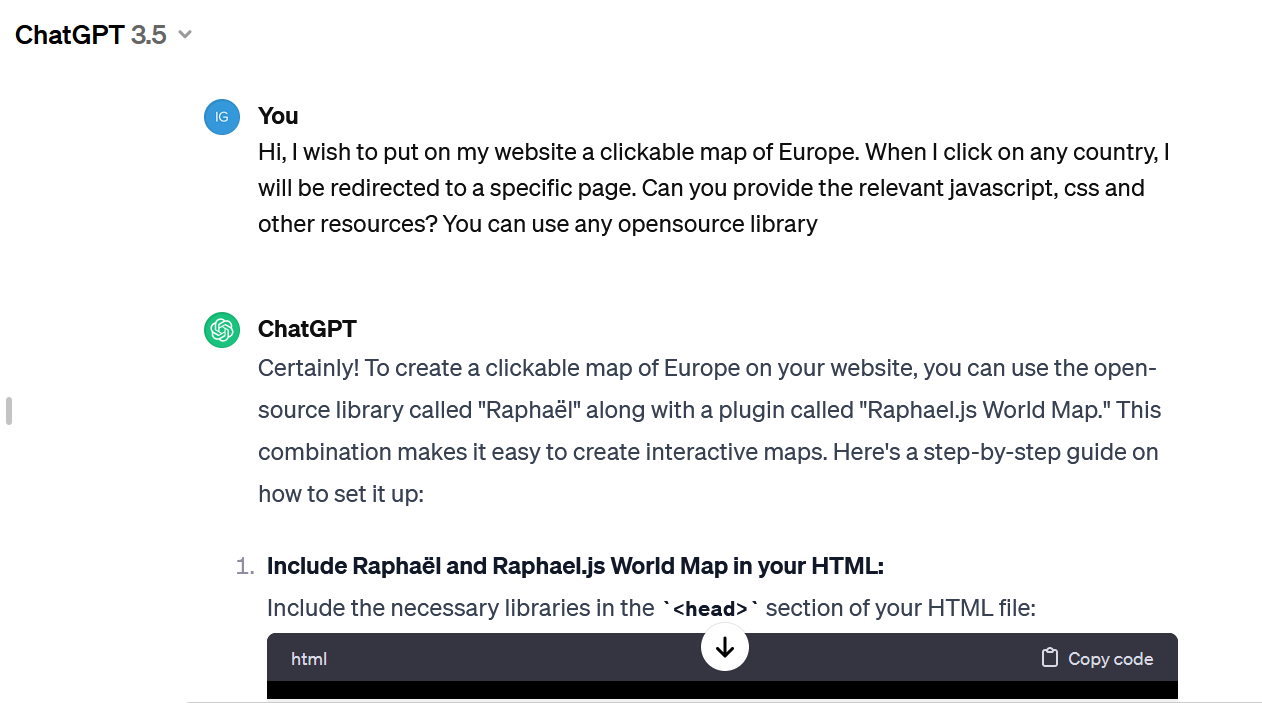 ChatGPT 3.5
IG
You
Hi, I wish to put on my website a clickable map of Europe. When I click on any country, I
will be redirected to a specific page. Can you provide the relevant javascript, css and
other resources? You can use any opensource library
ChatGPT
Certainly! To create a clickable map of Europe on your website, you can use the open-
source library called "Raphaël" along with a plugin called "Raphael.js World Map." This
combination makes it easy to create interactive maps. Here's a step-by-step guide on
how to set it up:
1. Include Raphaël and Raphael.js World Map in your HTML:
Include the necessary libraries in the `<head>` section of your HTML file:
html Copy code